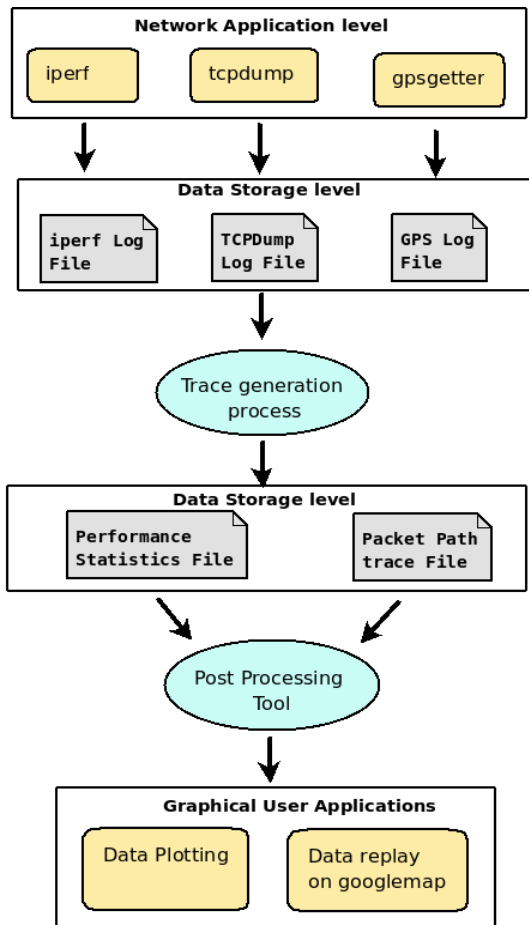 Network Application level
iperf
tcpdump
gpsgetter
Data Storage level
iperf Log
File
TCPDump
Log File
GPS Log
File
Trace generation
process
Data Storage level
Performance
Statistics File
Packet Path
trace File
Post Processing
Tool
Graphical User Applications
Data Plotting
Data replay
on googlemap